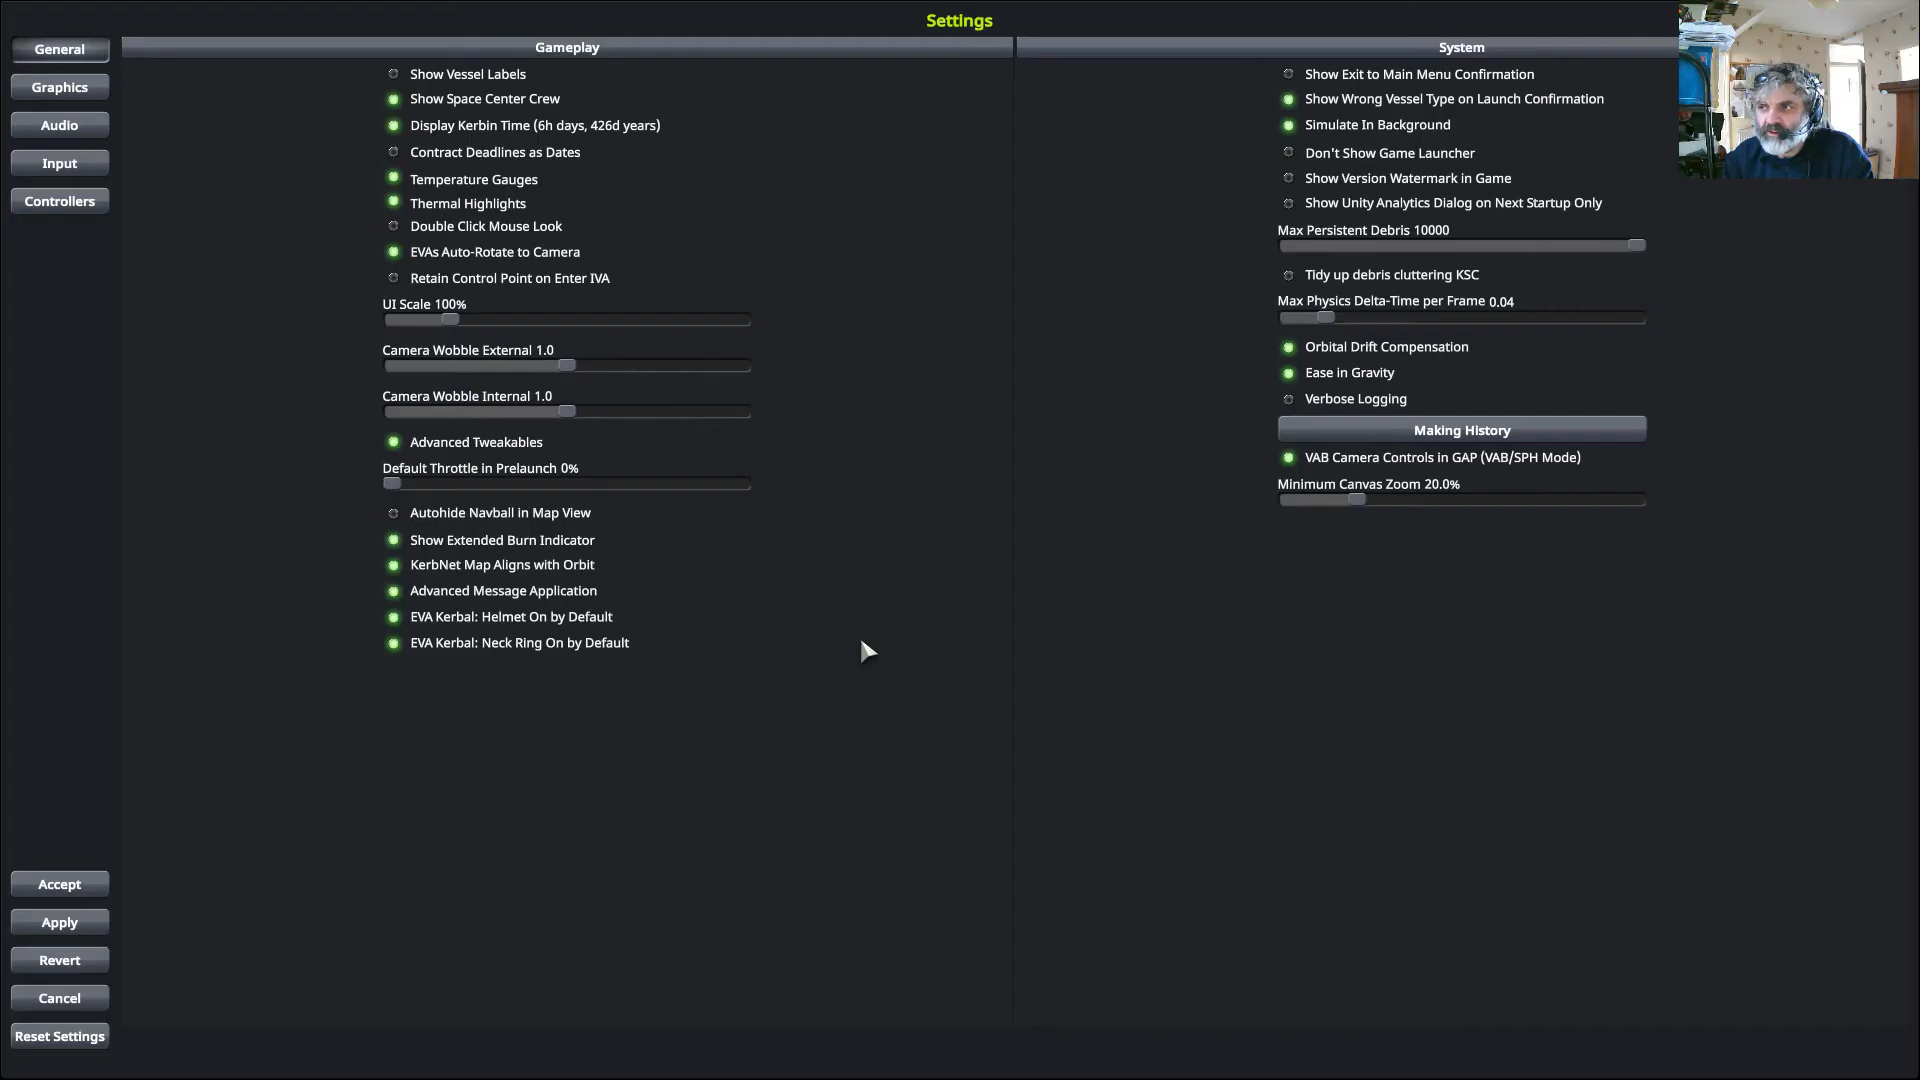 Settings
General
Graphics
Audio
Input
Controllers
Gameplay
Show Vessel Labels
Show Space Center Crew
Display Kerbin Time (6h days, 426d years)
Contract Deadlines as Dates
Temperature Gauges
Thermal Highlights
Double Click Mouse Look
EVAs Auto-Rotate to Camera
Retain Control Point on Enter IVA
UI Scale 100%
Camera Wobble External 1.0
Camera Wobble Internal 1.0
Advanced Tweakables
Default Throttle in Prelaunch 0%
Autohide Navball in Map View
Show Extended Burn Indicator
KerbNet Map Aligns with Orbit
Advanced Message Application
EVA Kerbal: Helmet On by Default
EVA Kerbal: Neck Ring On by Default
System
Show Exit to Main Menu Confirmation
Show Wrong Vessel Type on Launch Confirmation
Simulate In Background
Don't Show Game Launcher
Show Version Watermark in Game
Show Unity Analytics Dialog on Next Startup Only
Max Persistent Debris 10000
Tidy up debris cluttering KSC
Max Physics Delta-Time per Frame 0.04
Orbital Drift Compensation
Ease in Gravity
Verbose Logging
Making History
VAB Camera Controls in GAP (VAB/SPH Mode)
Minimum Canvas Zoom 20.0%
Accept
Apply
Revert
Cancel
Reset Settings